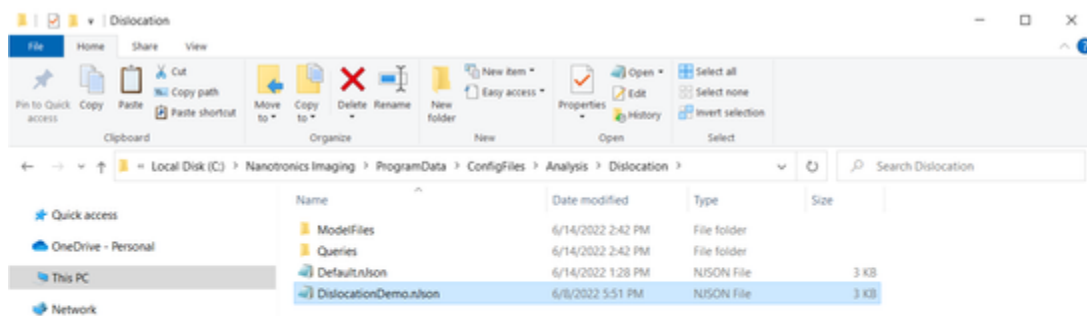 Dislocation
File Home Share View
Pin to Quick access
Copy
Paste
Cut
Copy path
Paste shortcut
Move to
Copy to
Delete
Rename
New folder
New item
Easy access
Properties
Open
Edit
History
Select all
Select none
Invert selection
Clipboard Organize New Open Select
« Local Disk (C:) > Nanotronics Imaging > ProgramData > ConfigFiles > Analysis > Dislocation >
Search Dislocation
Name Date modified Type Size
Quick access
OneDrive - Personal
This PC
Network
ModelFiles 6/14/2022 2:42 PM File folder
Queries 6/14/2022 2:42 PM File folder
Default.nJson 6/14/2022 1:28 PM NJSON File 3 KB
DislocationDemo.nJson 6/8/2022 5:51 PM NJSON File 3 KB